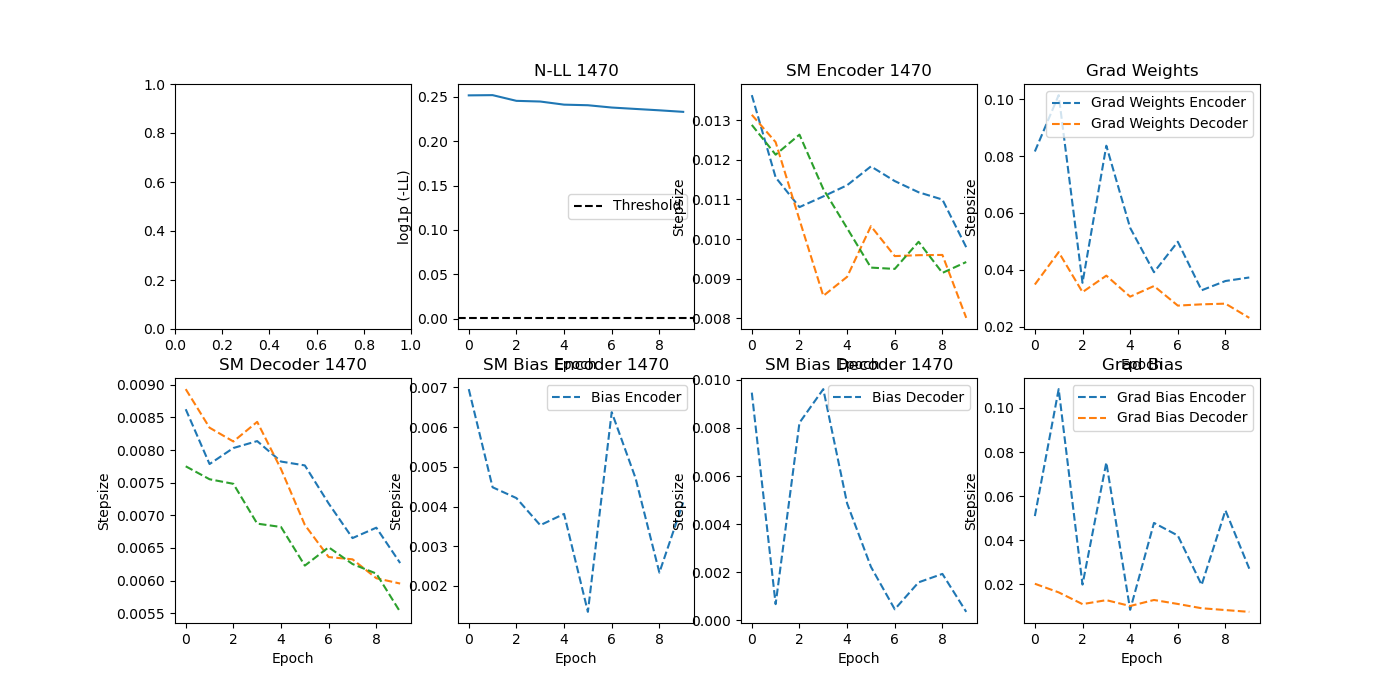 N-LL 1470
SM Encoder 1470
Grad Weights
1.0
0.8
0.6
0.4
0.2
0.0
0.0 0.2 0.4 0.6 0.8 1.0
log1p (-LL)
0.25
0.20
0.15
0.10
0.05
0.00
Threshold
0 2 4 6 8
Epoch
Stepsize
0.013
0.012
0.011
0.010
0.009
0.008
0 2 4 6 8
Epoch
Stepsize
0.10
0.08
0.06
0.04
0.02
Grad Weights Encoder
Grad Weights Decoder
0 2 4 6 8
Epoch
SM Decoder 1470
SM Bias Encoder 1470
SM Bias Decoder 1470
Grad Bias
Stepsize
0.0090
0.0085
0.0080
0.0075
0.0070
0.0065
0.0060
0.0055
0 2 4 6 8
Epoch
Stepsize
0.007
0.006
0.005
0.004
0.003
0.002
Bias Encoder
0 2 4 6 8
Epoch
Stepsize
0.010
0.008
0.006
0.004
0.002
0.000
Bias Decoder
0 2 4 6 8
Epoch
Stepsize
0.10
0.08
0.06
0.04
0.02
Grad Bias Encoder
Grad Bias Decoder
0 2 4 6 8
Epoch